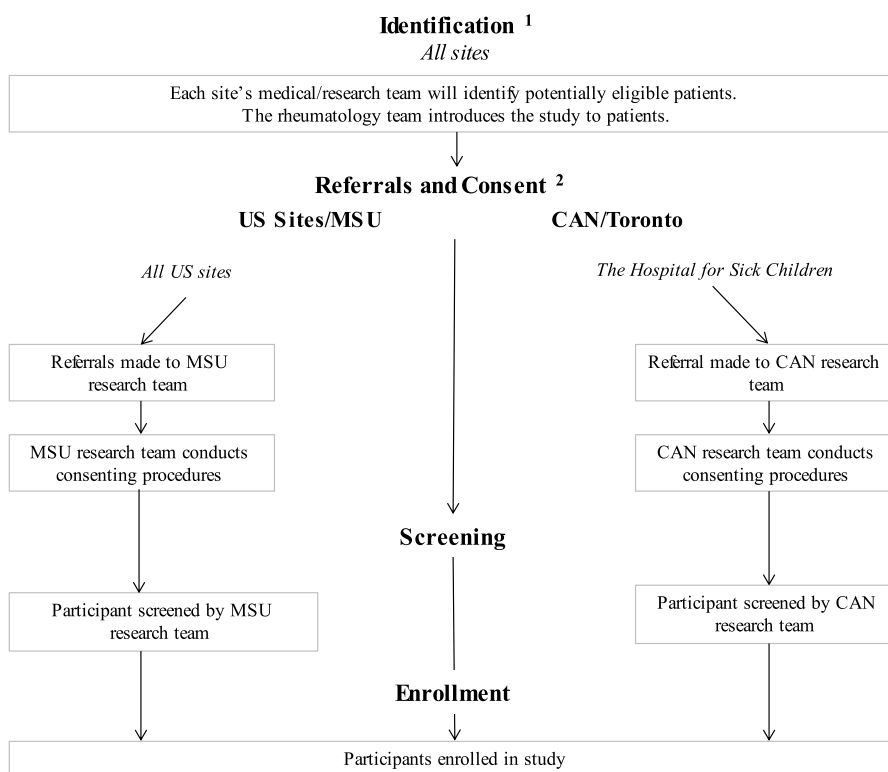 Identification 1
All sites
Each site's medical/research team will identify potentially eligible patients.
The rheumatology team introduces the study to patients.
Referrals and Consent 2
US Sites/MSU
CAN/Toronto
All US sites
The Hospital for Sick Children
Referrals made to MSU
research team
Referral made to CAN research
team
MSU research team conducts
consenting procedures
CAN research team conducts
consenting procedures
Screening
Participant screened by MSU
research team
Participant screened by CAN
research team
Enrollment
Participants enrolled in study